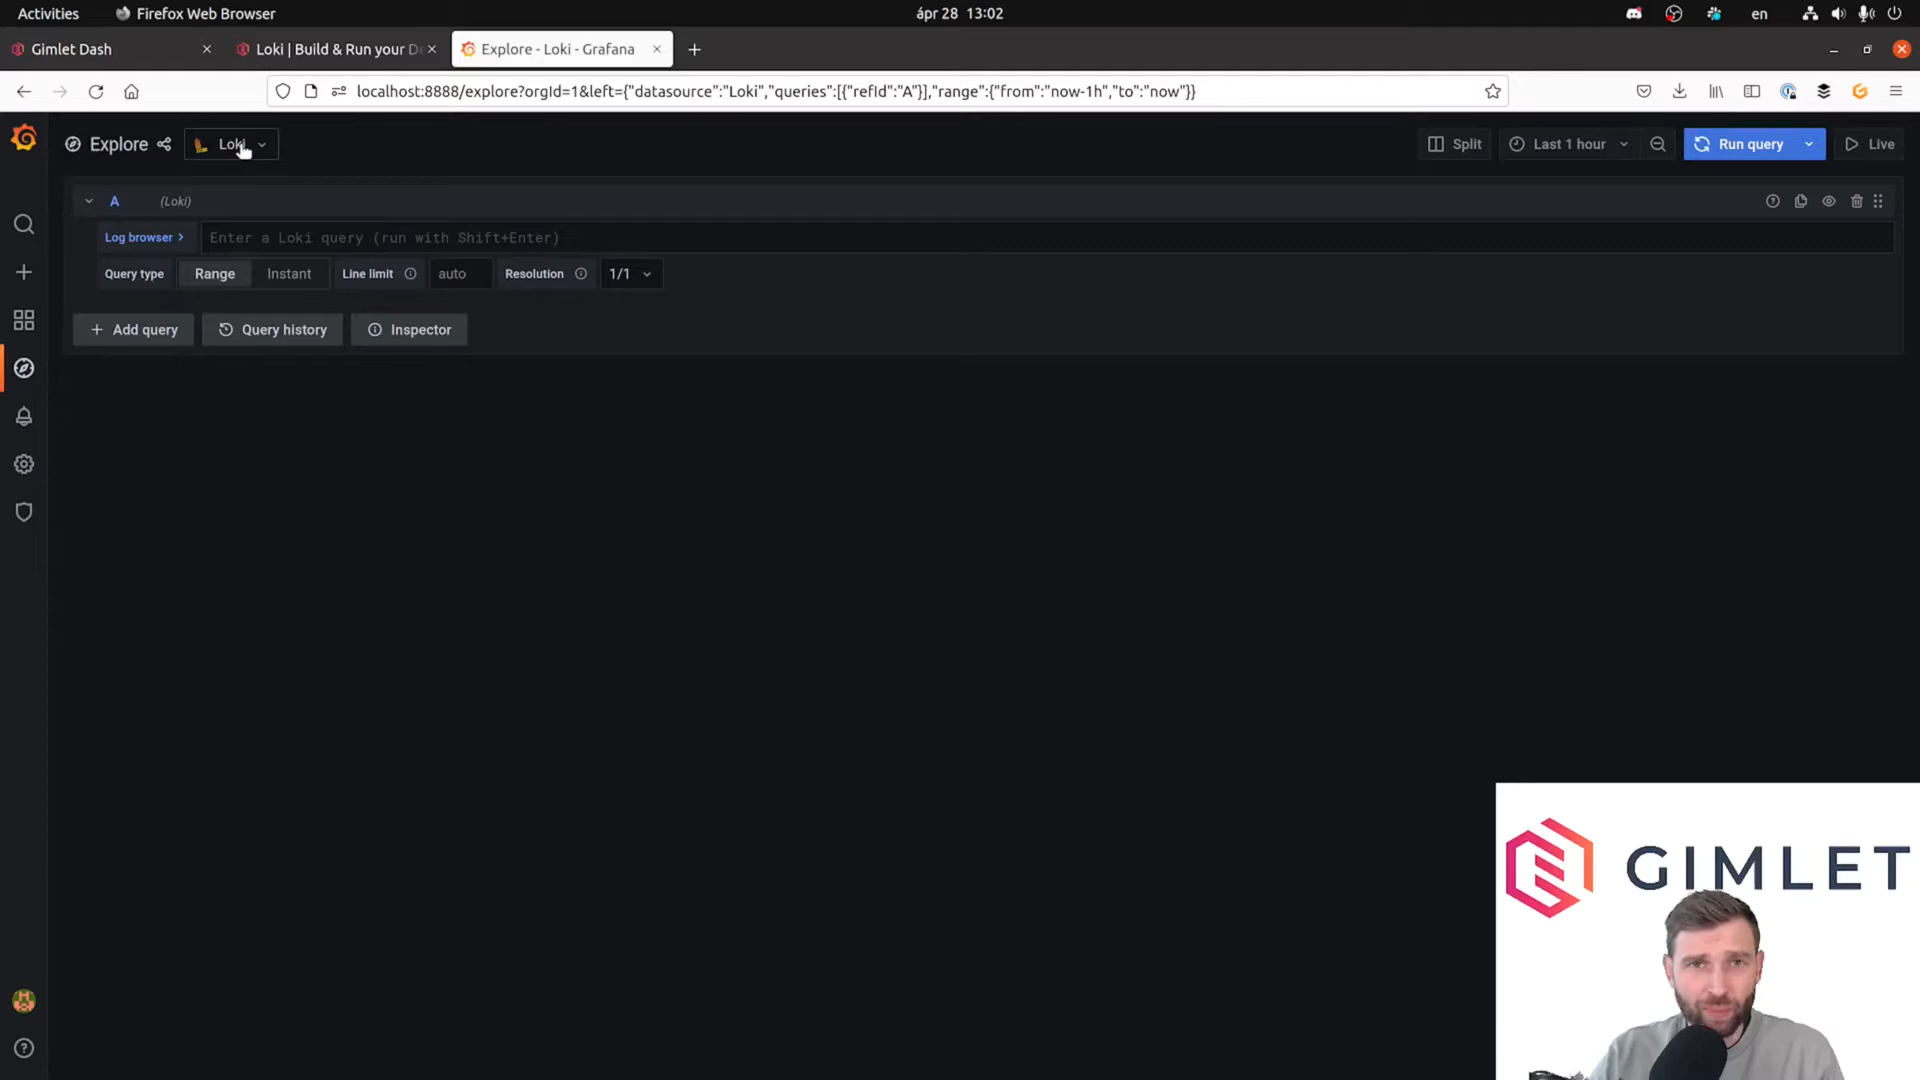 Activities
Firefox Web Browser
ápr 28 13:02
en
Gimlet Dash
Loki | Build & Run your D
Explore - Loki - Grafana
localhost:8888/explore?orgId=1&left={"datasource":"Loki","queries":[{"refId":"A"}],"range":{"from":"now-1h","to":"now"}}
Explore
Loki
Split
Last 1 hour
Run query
Live
A
(Loki)
Log browser
Enter a Loki query (run with Shift+Enter)
Query type
Range
Instant
Line limit
auto
Resolution
1/1
Add query
Query history
Inspector
GIMLET